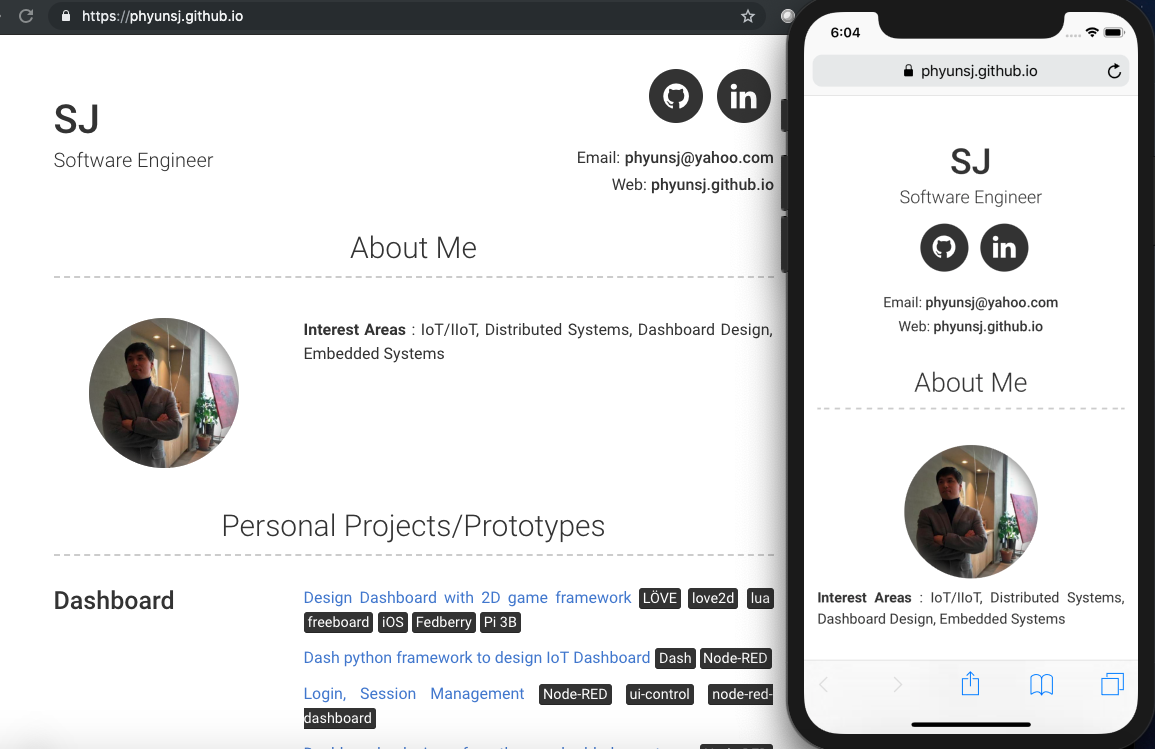 https://phyunsj.github.io
SJ
Software Engineer
in
Email: phyunsj@yahoo.com
Web: phyunsj.github.io
About Me
Interest Areas : IoT/IIoT, Distributed Systems, Dashboard Design,
Embedded Systems
Personal Projects/Prototypes
Dashboard
Design Dashboard with 2D game framework LÖVE love2d lua
freeboard iOS Fedberry Pi 3B
Dash python framework to design IoT Dashboard Dash Node-RED
Login, Session Management Node-RED ui-control node-red-
dashboard
6:04
phyunsj.github.io
SJ
Software Engineer
in
Email: phyunsj@yahoo.com
Web: phyunsj.github.io
About Me
Interest Areas : IoT/IIoT, Distributed Systems,
Dashboard Design, Embedded Systems